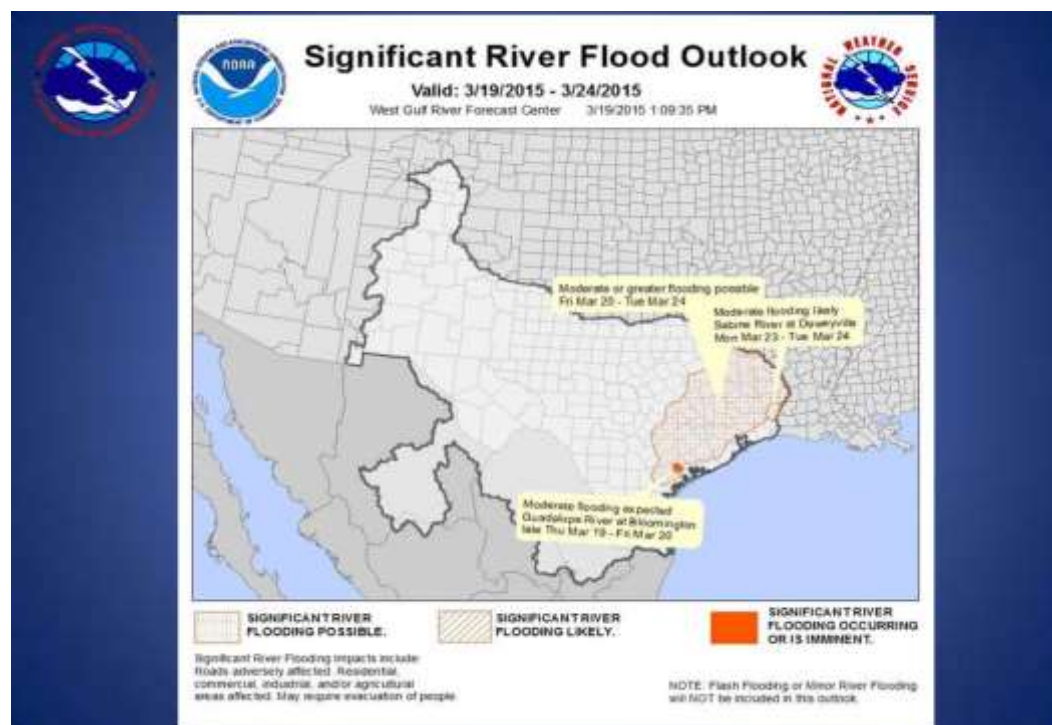 Significant River Flood Outlook
Valid: 3/19/2015 - 3/24/2015
West Gulf River Forecast Center 3/19/2015 1:09:35 PM
NOAA
NATIONAL WEATHER SERVICE
Moderate or greater flooding possible
Fri Mar 20 - Tue Mar 24
Moderate flooding likely
Sabine River at Deweyville
Mon Mar 23 - Tue Mar 24
Moderate flooding expected
Guadalupe River at Bloomington
late Thu Mar 19 - Fri Mar 20
SIGNIFICANT RIVER
FLOODING POSSIBLE.
SIGNIFICANT RIVER
FLOODING LIKELY.
SIGNIFICANT RIVER
FLOODING OCCURRING
OR IS IMMINENT.
Significant River Flooding impacts include:
Roads adversely affected. Residential,
commercial, industrial, and/or agricultural
areas affected. May require evacuation of people.
NOTE: Flash Flooding or Minor River Flooding
will NOT be included in this outlook.